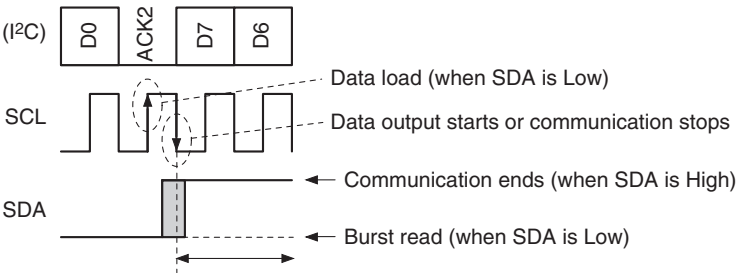 (I²C) D0 ACK2 D7 D6
Data load (when SDA is Low)
SCL
Data output starts or communication stops
Communication ends (when SDA is High)
SDA
Burst read (when SDA is Low)